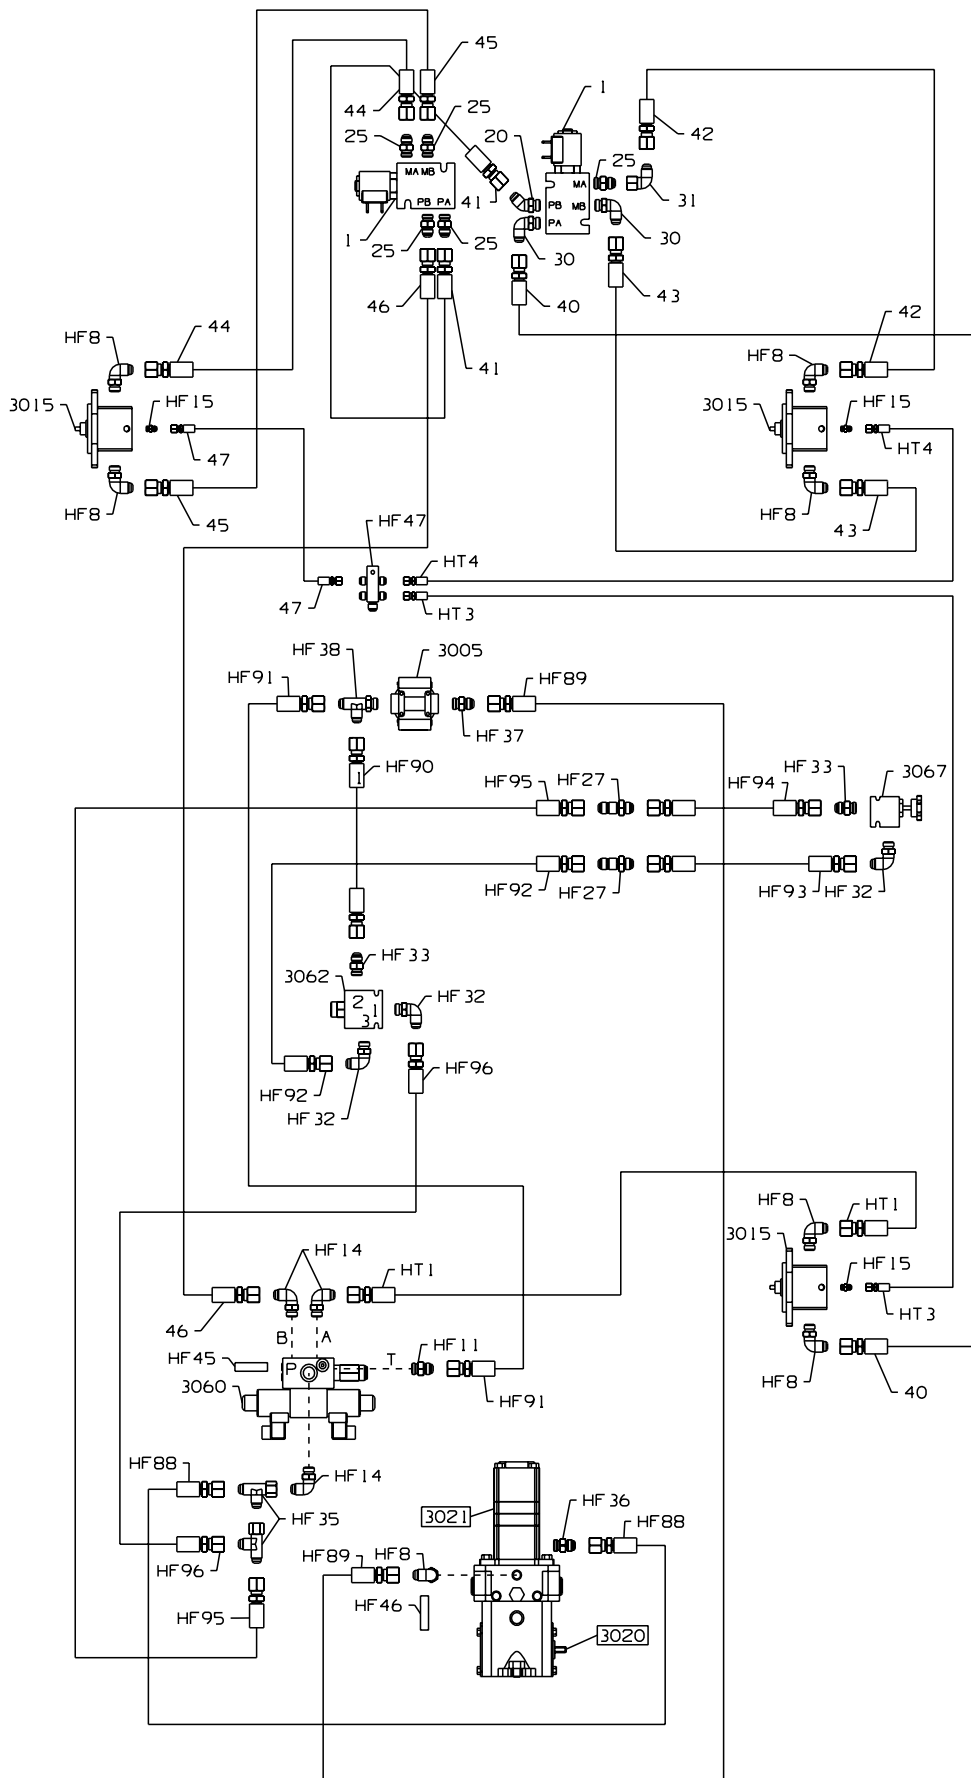 45
1
44
25
20
42
25
25
MA MB
MA
41
31
PB PA
PB MB
PA
1
25
25
30
30
46
40
43
HF8
44
41
42
HF8
3015
HF15
3015
HF15
47
HT4
HF8
45
HF8
43
HF47
HT4
47
HT3
HF38
3005
HF91
HF89
HF37
HF90
1
HF95
HF27
HF94
HF33
3067
HF92
HF27
HF93
HF32
HF33
3062
2
1
3
HF32
HF92
HF96
HF32
HF8
HT1
3015
HF14
HT1
HF15
46
HT3
B
A
HF11
HF45
P
T
3060
HF91
HF8
40
HF88
HF14
HF36
3021
HF88
HF35
HF96
HF89
HF8
HF46
HF95
3020